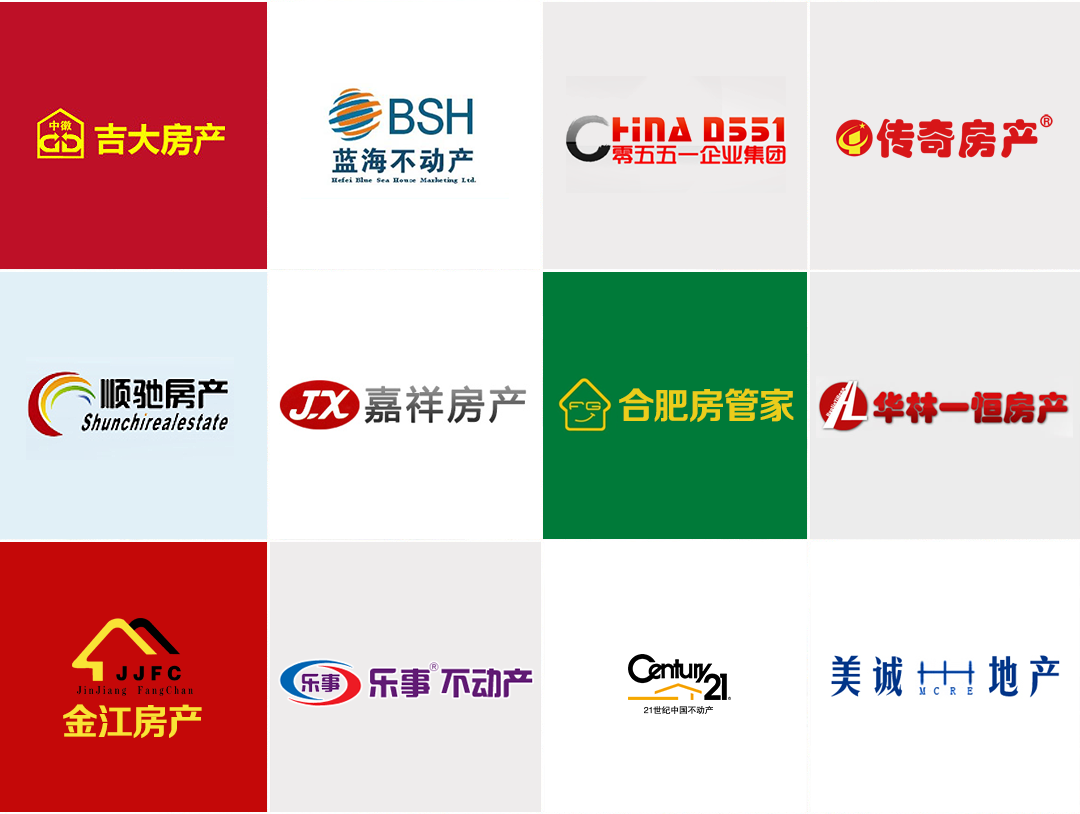 中徽
吉大房产
BSH
蓝海不动产
Hefei Blue Sea House Marketing Ltd.
CHINA 0551
零五五一企业集团
传奇房产®
顺驰房产
Shunchirealestate
JX 嘉祥房产
FG
合肥房管家
华林一恒房产
JJFC
JinJiang FangChan
金江房产
乐事 乐事®不动产
Century 21®
21世纪中国不动产
美诚 地产
MCRE